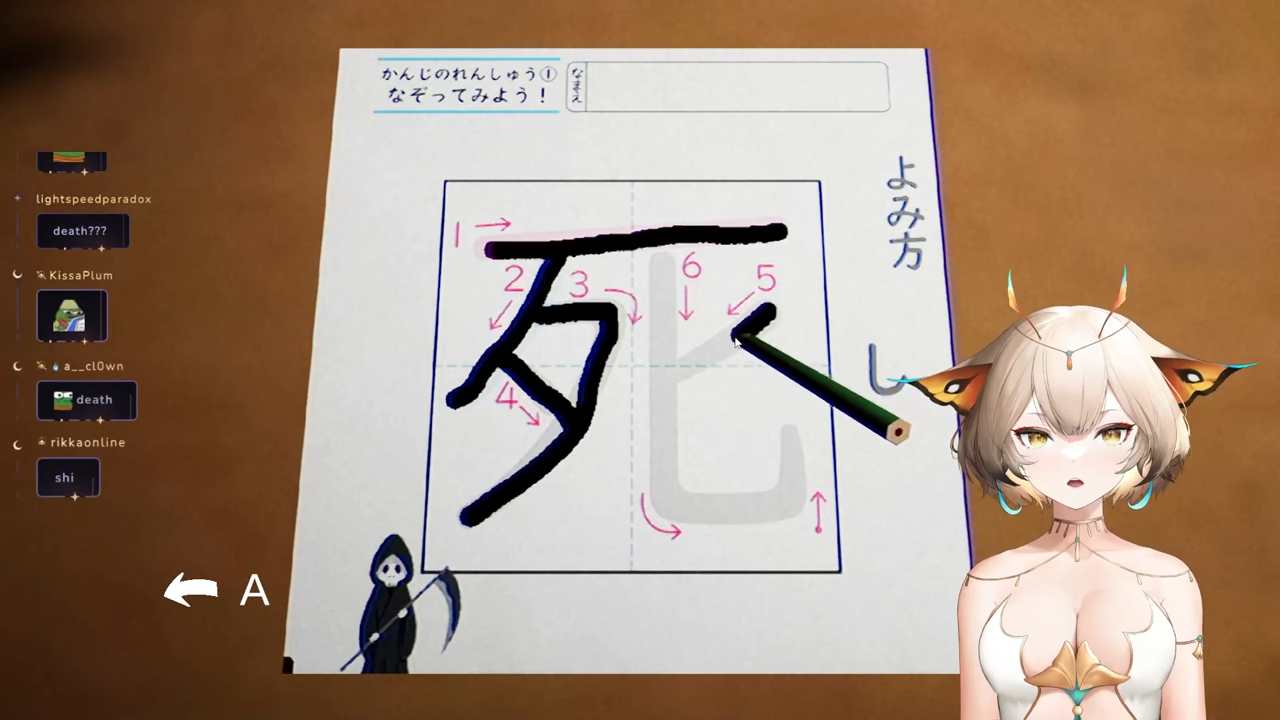 かんじのれんしゅう①
なぞってみよう！
なまえ
よみ方
し
1
2
3
6
5
4
死
lightspeedparadox
death???
KissaPlum
a__cl0wn
death
rikkaonline
shi
A